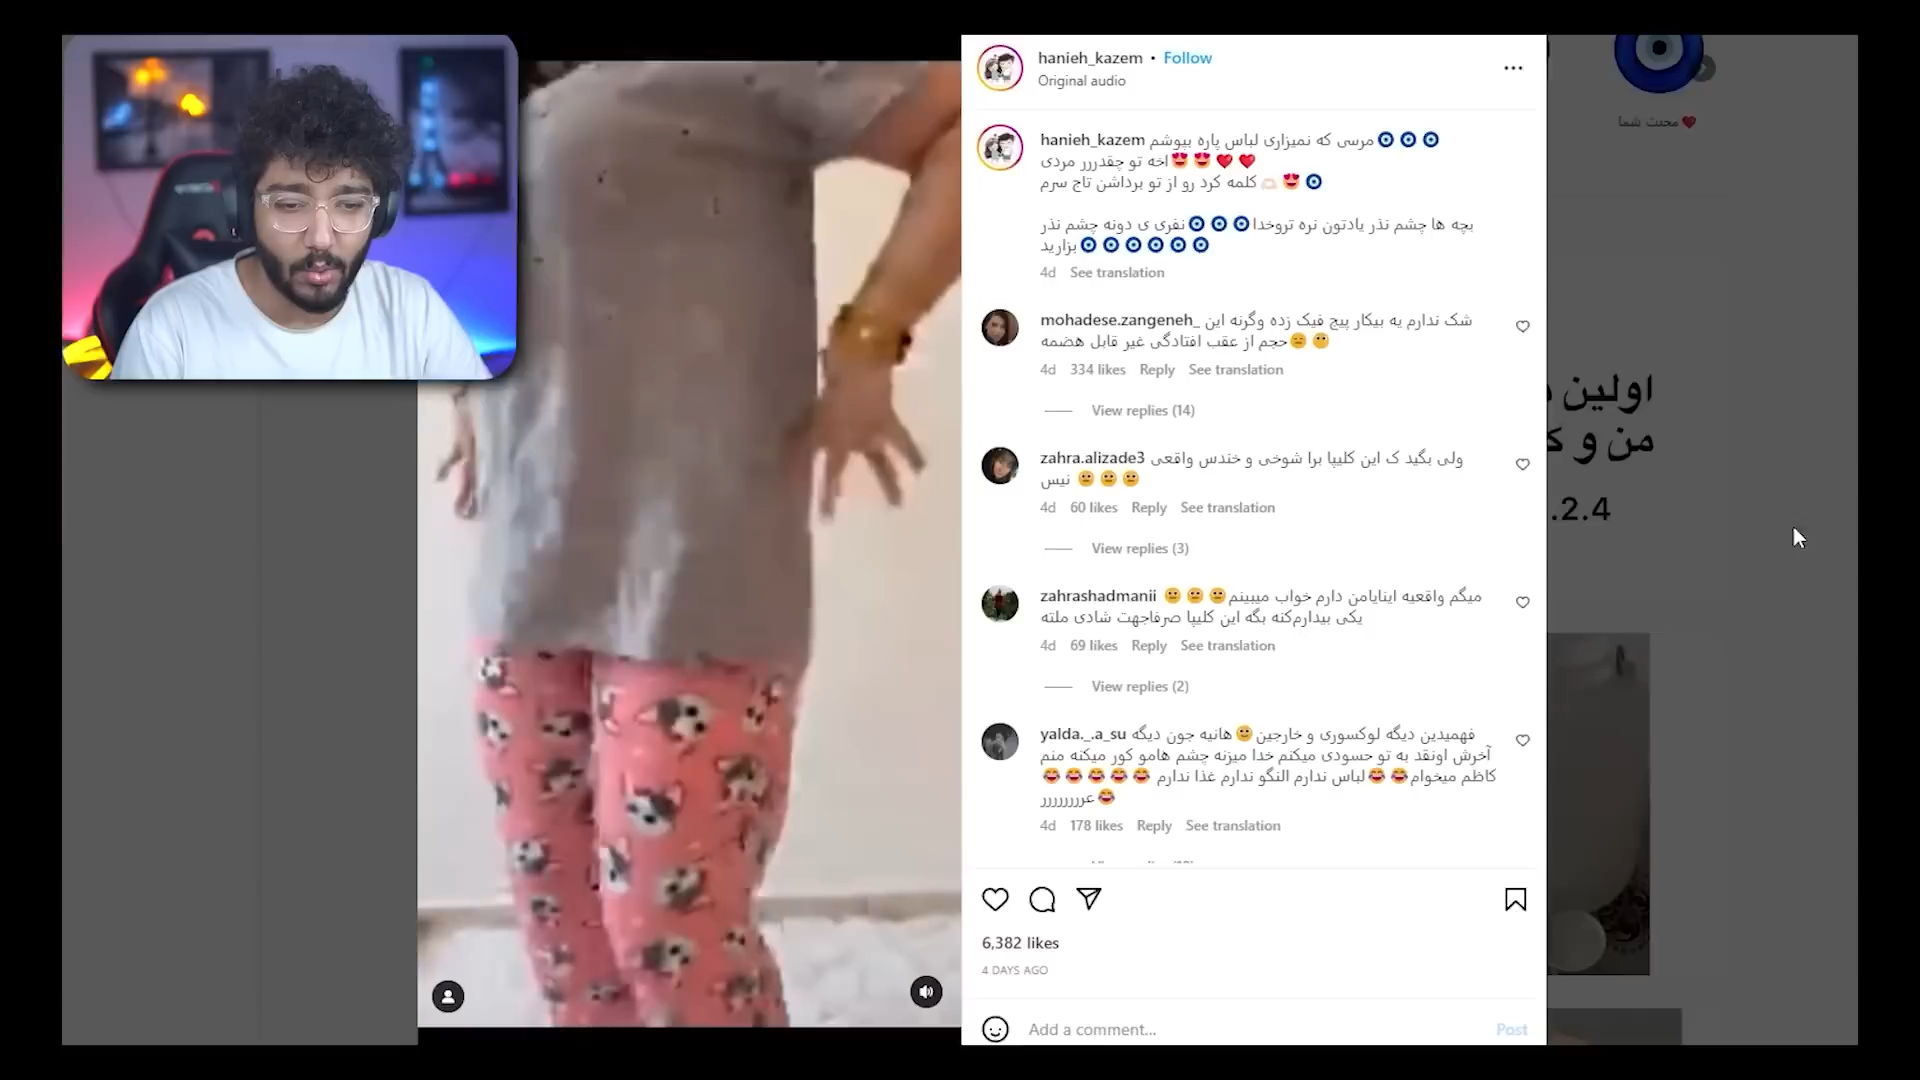 hanieh_kazem • Follow
Original audio
hanieh_kazem مرسی که نمیزاری لباس پاره بپوشم🧿🧿🧿
اخه تو چقدررر مردی😍😍❤️❤️
کلمه کرد رو از تو برداشن تاج سرم🫶🏻😍🧿
بچه ها چشم نذر یادتون نره تروخدا🧿🧿🧿نفری ی دونه چشم نذر
بزارید🧿🧿🧿🧿🧿🧿
4d See translation
mohadese.zangeneh_ شک ندارم یه بیکار پیج فیک زده وگرنه این
حجم از عقب افتادگی غیر قابل هضمه😑😶
4d 334 likes Reply See translation
View replies (14)
zahra.alizade3 ولی بگید ک این کلیپا برا شوخی و خندس واقعی
نیس 😐😐😐
4d 60 likes Reply See translation
View replies (3)
zahrashadmanii 😐😐😐میگم واقعیه اینایامن دارم خواب میبینم
یکی بیدارم‌کنه بگه این کلیپا صرفاجهت شادی ملته
4d 69 likes Reply See translation
View replies (2)
yalda._.a_su فهمیدین دیگه لوکسوری و خارجین🙂هانیه جون دیگه
آخرش اونقد به تو حسودی میکنم خدا میزنه چشم هامو کور میکنه منم
کاظم میخوام😂😂لباس ندارم النگو ندارم غذا ندارم 😂😂😂😂😂
عررررررررر😂
4d 178 likes Reply See translation
6,382 likes
4 DAYS AGO
Add a comment...
Post
محبت شما❤️
اولین
من و
.2.4